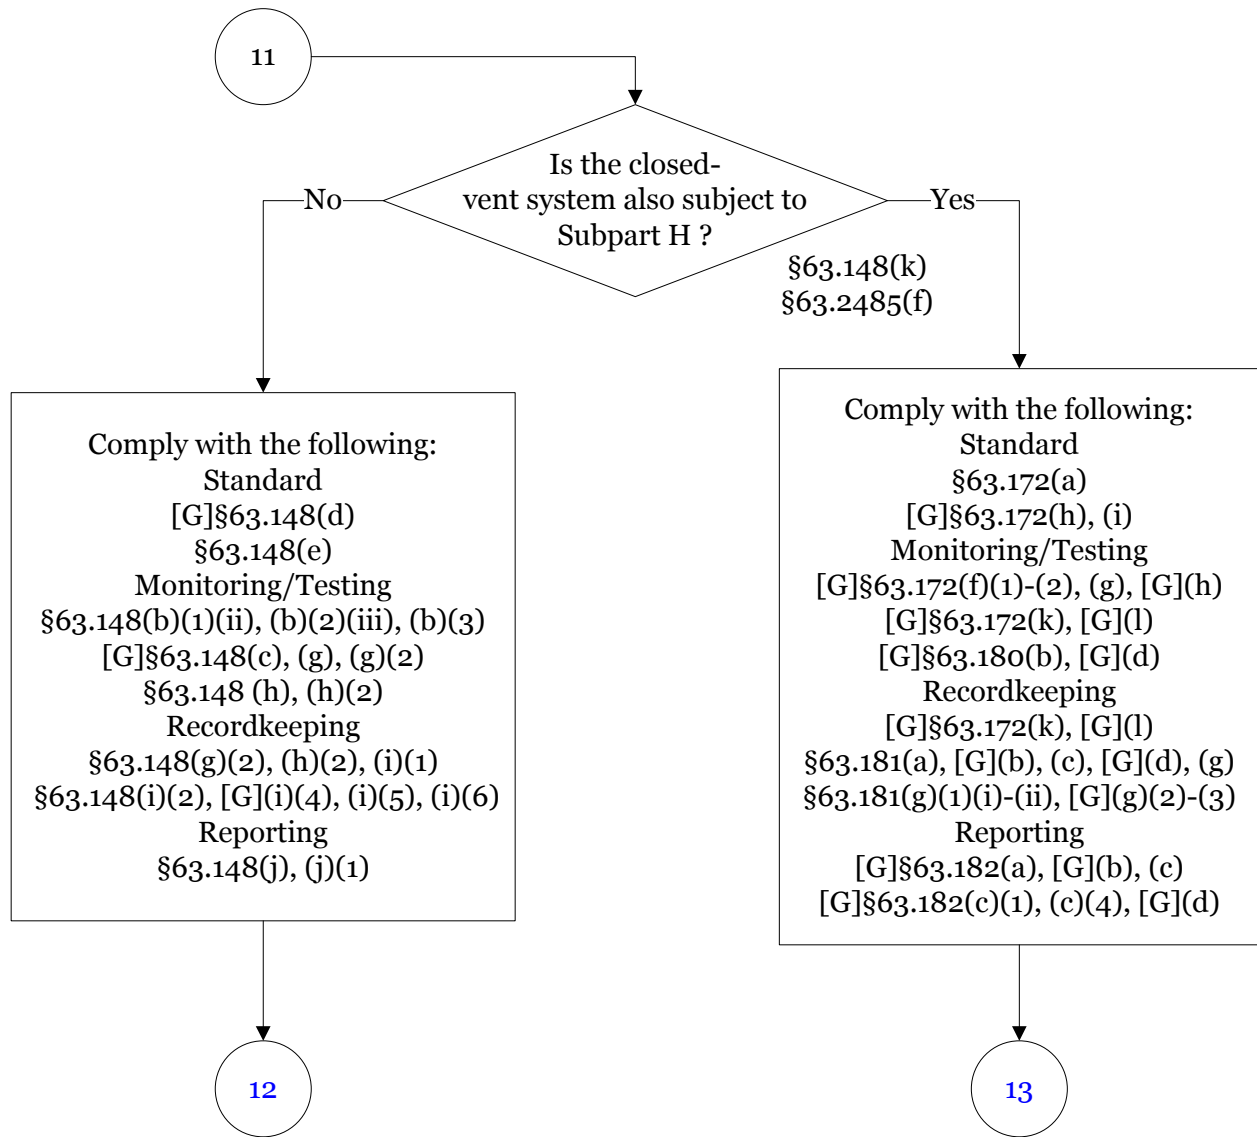 11
Is the closed-
vent system also subject to
Subpart H ?
No
Yes
§63.148(k)
§63.2485(f)
Comply with the following:
Standard
[G]§63.148(d)
§63.148(e)
Monitoring/Testing
§63.148(b)(1)(ii), (b)(2)(iii), (b)(3)
[G]§63.148(c), (g), (g)(2)
§63.148 (h), (h)(2)
Recordkeeping
§63.148(g)(2), (h)(2), (i)(1)
§63.148(i)(2), [G](i)(4), (i)(5), (i)(6)
Reporting
§63.148(j), (j)(1)
Comply with the following:
Standard
§63.172(a)
[G]§63.172(h), (i)
Monitoring/Testing
[G]§63.172(f)(1)-(2), (g), [G](h)
[G]§63.172(k), [G](l)
[G]§63.180(b), [G](d)
Recordkeeping
[G]§63.172(k), [G](l)
§63.181(a), [G](b), (c), [G](d), (g)
§63.181(g)(1)(i)-(ii), [G](g)(2)-(3)
Reporting
[G]§63.182(a), [G](b), (c)
[G]§63.182(c)(1), (c)(4), [G](d)
12
13